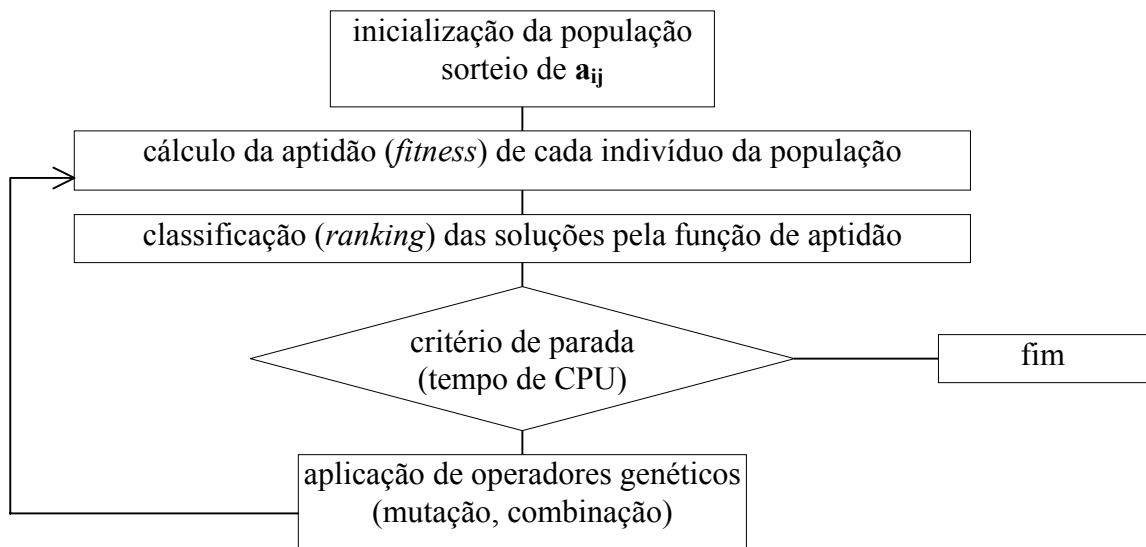 inicialização da população
sorteio de aij
cálculo da aptidão (fitness) de cada indivíduo da população
classificação (ranking) das soluções pela função de aptidão
critério de parada
(tempo de CPU)
fim
aplicação de operadores genéticos
(mutação, combinação)